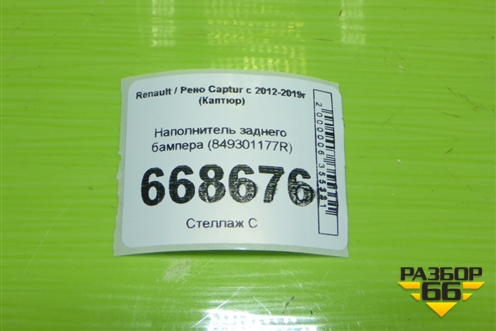 Renault / Рено Captur с 2012-2019г
(Каптюр)
Наполнитель заднего
бампера (849301177R)
668676
Стеллаж С
РАЗБОР
66